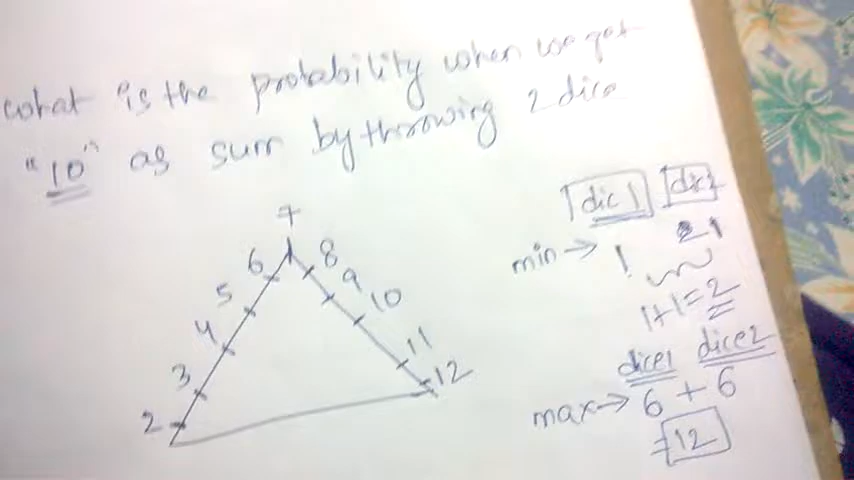 what is the probability when we get
"10" as sum by throwing 2 dice
7
6
8
5
9
4
10
3
11
2
12
dic 1
min → 1 1
1+1=2
dice1 dice2
max → 6 + 6
=12